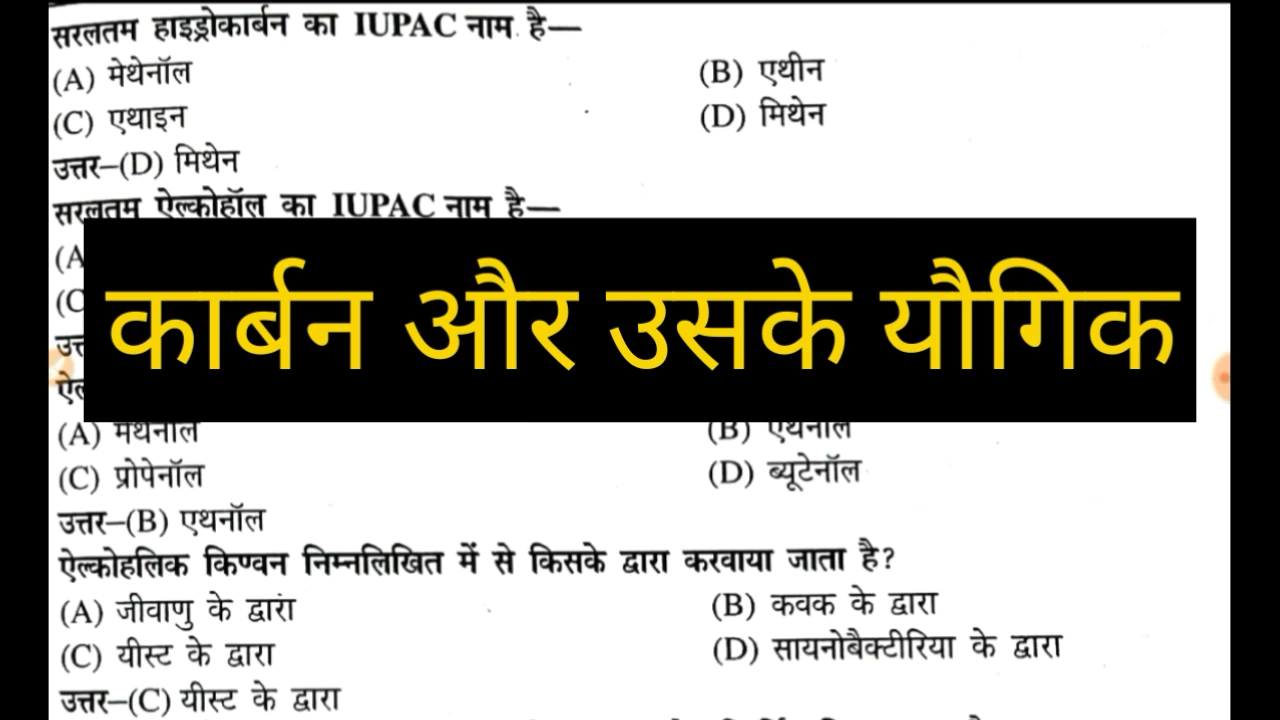 सरलतम हाइड्रोकार्बन का IUPAC नाम है—
(A) मेथेनॉल (B) एथीन
(C) एथाइन (D) मिथेन
उत्तर–(D) मिथेन
सरलतम ऐल्कोहॉल का IUPAC नाम है—
(A
(C
कार्बन और उसके यौगिक
(A) मेथेनॉल (B) एथेनॉल
(C) प्रोपेनॉल (D) ब्यूटेनॉल
उत्तर–(B) एथनॉल
ऐल्कोहलिक किण्वन निम्नलिखित में से किसके द्वारा करवाया जाता है?
(A) जीवाणु के द्वारा (B) कवक के द्वारा
(C) यीस्ट के द्वारा (D) सायनोबैक्टीरिया के द्वारा
उत्तर–(C) यीस्ट के द्वारा